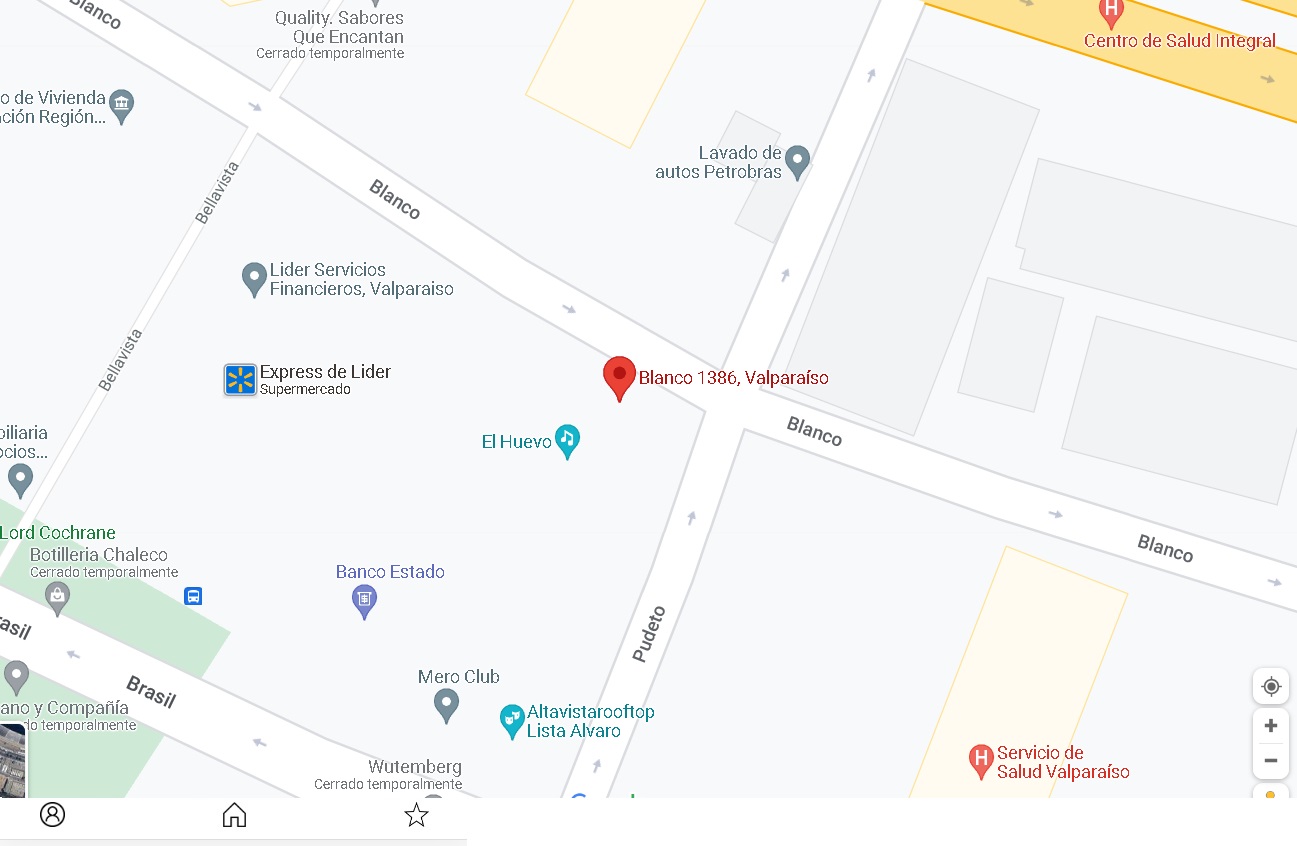 Blanco
Quality. Sabores
Que Encantan
Cerrado temporalmente
Centro de Salud Integral
o de Vivienda
ación Región...
Lavado de
autos Petrobras
Bellavista
Blanco
Lider Servicios
Financieros, Valparaiso
Bellavista
Express de Lider
Supermercado
Blanco 1386, Valparaíso
El Huevo
Blanco
biliaria
ocios...
Lord Cochrane
Botilleria Chaleco
Cerrado temporalmente
Blanco
Banco Estado
rasil
Pudeto
Mero Club
Brasil
ano y Compañía
do temporalmente
Altavistarooftop
Lista Alvaro
Servicio de
Salud Valparaíso
Wutemberg
Cerrado temporalmente